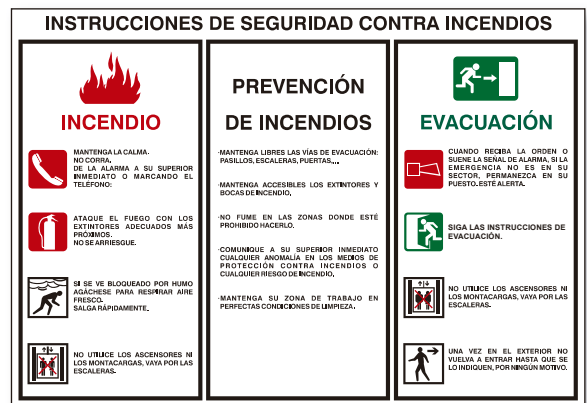 INSTRUCCIONES DE SEGURIDAD CONTRA INCENDIOS
INCENDIO
MANTENGA LA CALMA.
NO CORRA.
DE LA ALARMA A SU SUPERIOR
INMEDIATO O MARCANDO EL
TELÉFONO:
ATAQUE EL FUEGO CON LOS
EXTINTORES ADECUADOS MÁS
PRÓXIMOS.
NO SE ARRIESGUE.
SI SE VE BLOQUEADO POR HUMO
AGÁCHESE PARA RESPIRAR AIRE
FRESCO.
SALGA RÁPIDAMENTE.
NO UTILICE LOS ASCENSORES NI
LOS MONTACARGAS, VAYA POR LAS
ESCALERAS.
PREVENCIÓN
DE INCENDIOS
·MANTENGA LIBRES LAS VÍAS DE EVACUACIÓN:
PASILLOS, ESCALERAS, PUERTAS...
·MANTENGA ACCESIBLES LOS EXTINTORES Y
BOCAS DE INCENDIO.
·NO FUME EN LAS ZONAS DONDE ESTÉ
PROHIBIDO HACERLO.
·COMUNIQUE A SU SUPERIOR INMEDIATO
CUALQUIER ANOMALÍA EN LOS MEDIOS DE
PROTECCIÓN CONTRA INCENDIOS O
CUALQUIER RIESGO DE INCENDIO.
·MANTENGA SU ZONA DE TRABAJO EN
PERFECTAS CONDICIONES DE LIMPIEZA.
EVACUACIÓN
CUANDO RECIBA LA ORDEN O
SUENE LA SEÑAL DE ALARMA, SI LA
EMERGENCIA NO ES EN SU
SECTOR, PERMANEZCA EN SU
PUESTO. ESTÉ ALERTA.
SIGA LAS INSTRUCCIONES DE
EVACUACIÓN.
NO UTILICE LOS ASCENSORES NI
LOS MONTACARGAS, VAYA POR LAS
ESCALERAS.
UNA VEZ EN EL EXTERIOR NO
VUELVA A ENTRAR HASTA QUE SE
LO INDIQUEN, POR NINGÚN MOTIVO.